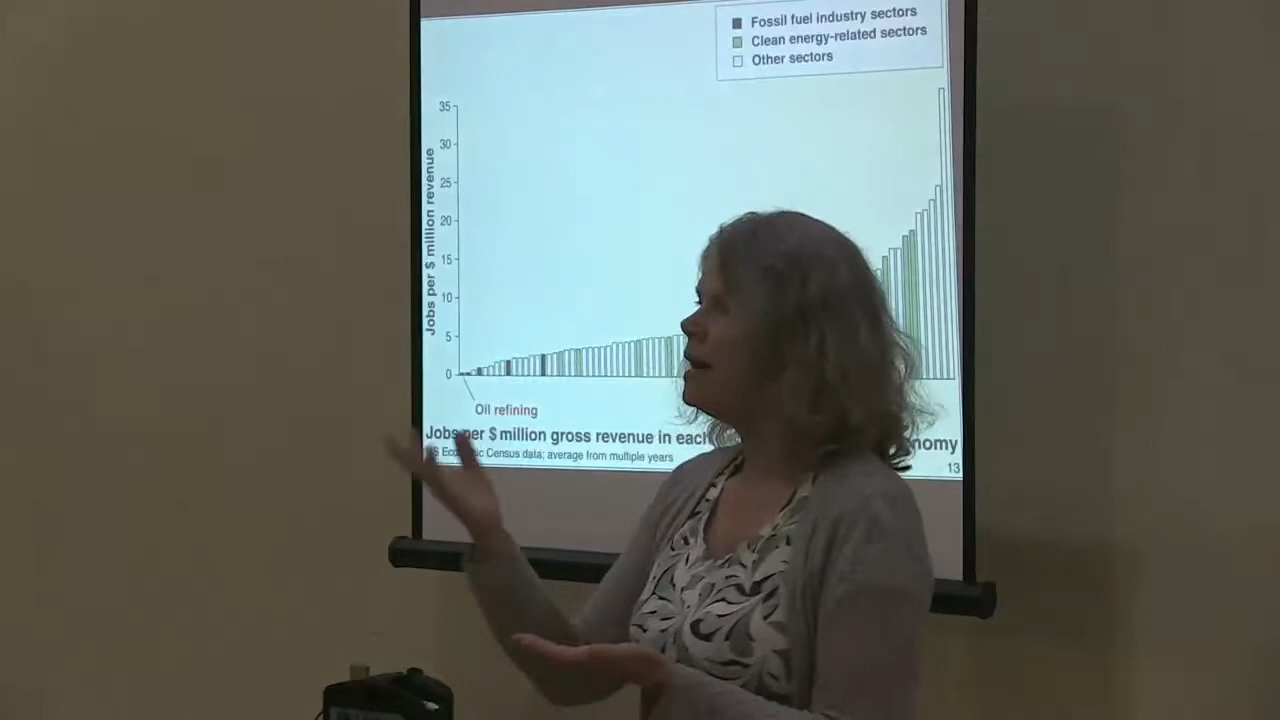 Fossil fuel industry sectors
Clean energy-related sectors
Other sectors
35
30
25
20
15
10
5
0
Jobs per $ million revenue
Oil refining
Jobs per $ million gross revenue in each
nomy
Census data; average from multiple years
13